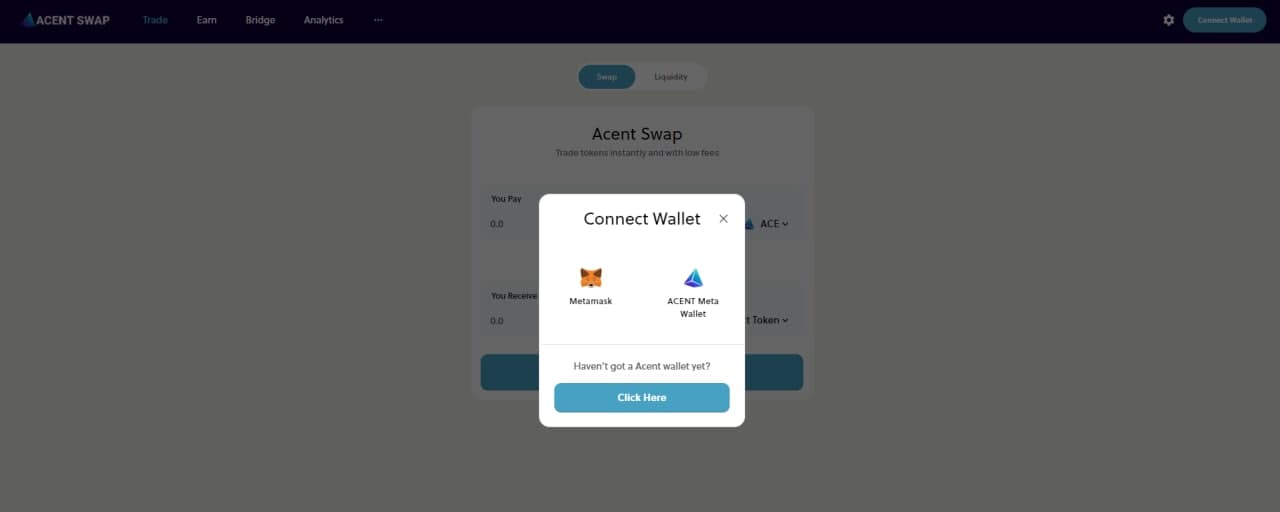 ACENT SWAP Trade Earn Bridge Analytics ... Connect Wallet
Swap Liquidity
Acent Swap
Trade tokens instantly and with low fees
You Pay
0.0 ACE
Connect Wallet
Metamask ACENT Meta
Wallet
You Receive
0.0 t Token
Haven't got a Acent wallet yet?
Click Here